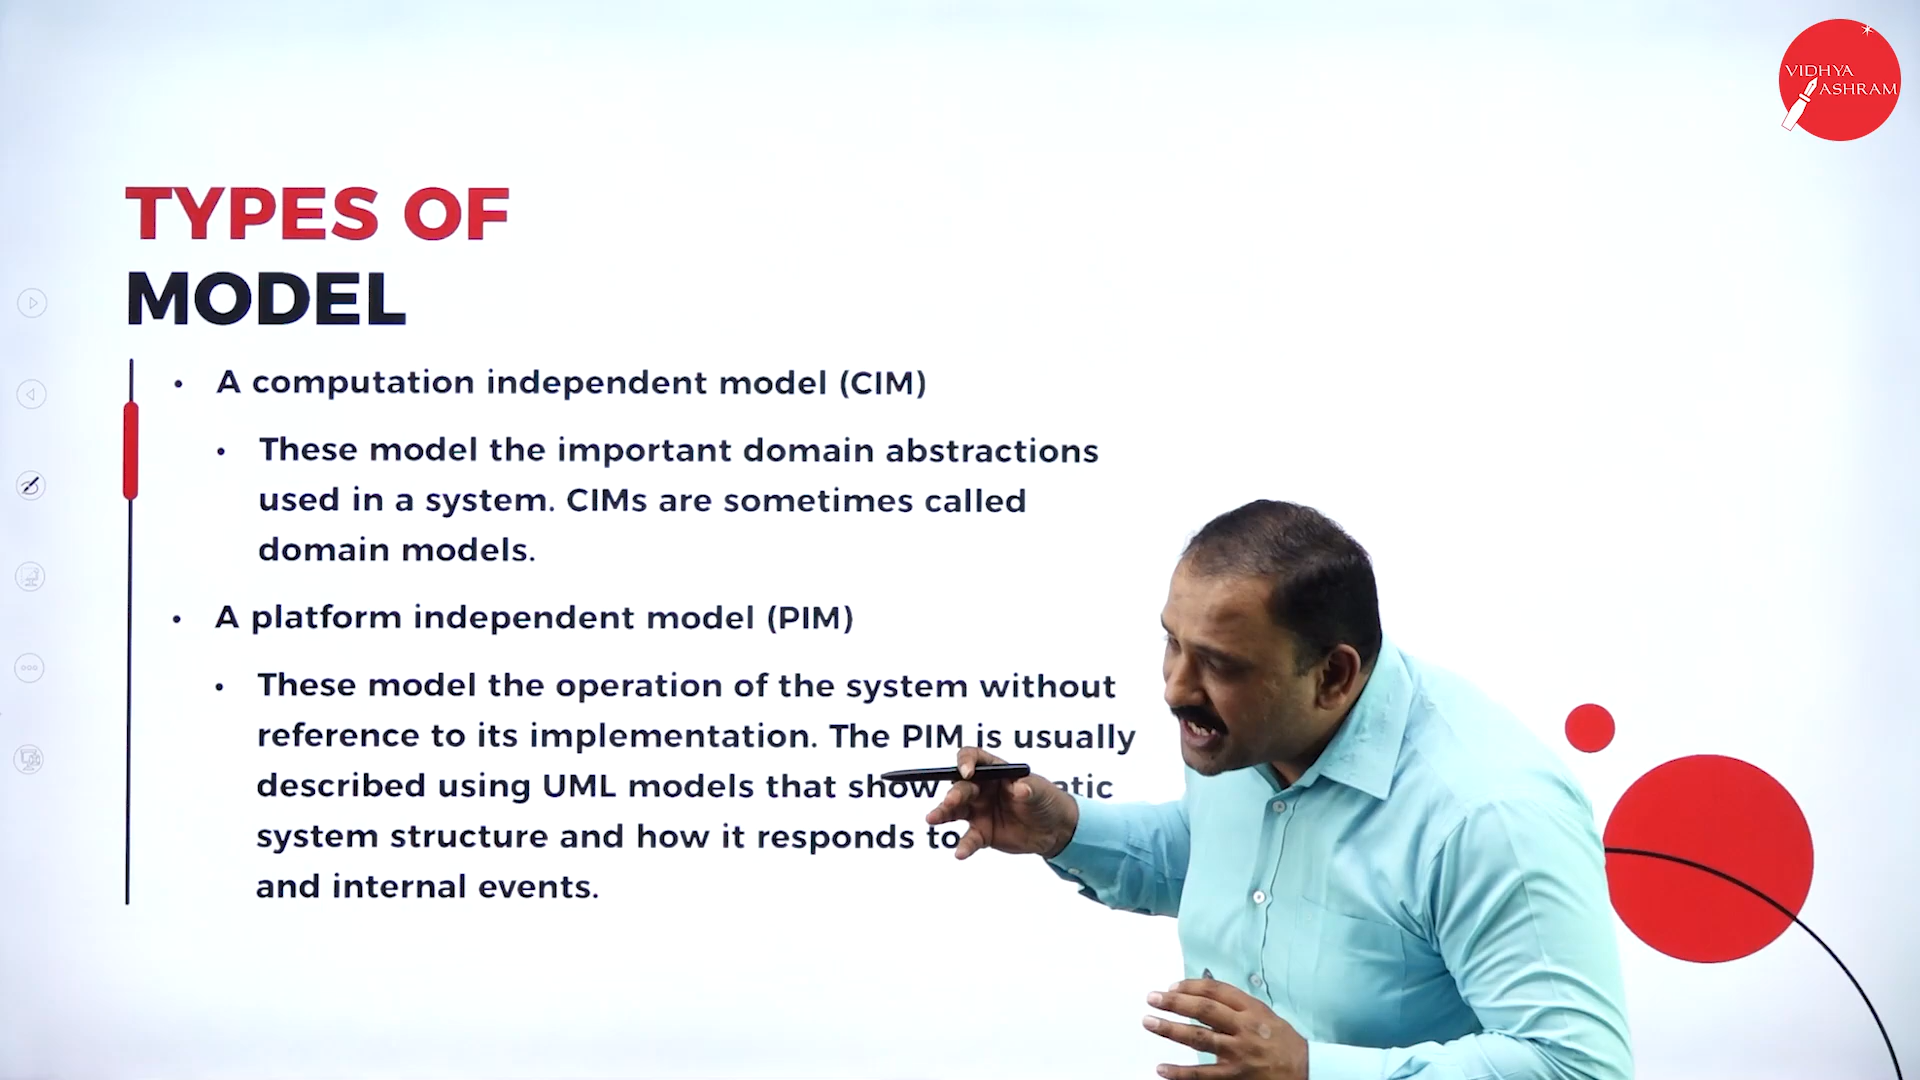 VIDHYA
ASHRAM
TYPES OF
MODEL
• A computation independent model (CIM)
• These model the important domain abstractions
used in a system. CIMs are sometimes called
domain models.
• A platform independent model (PIM)
• These model the operation of the system without
reference to its implementation. The PIM is usually
described using UML models that show
system structure and how it responds to
and internal events.